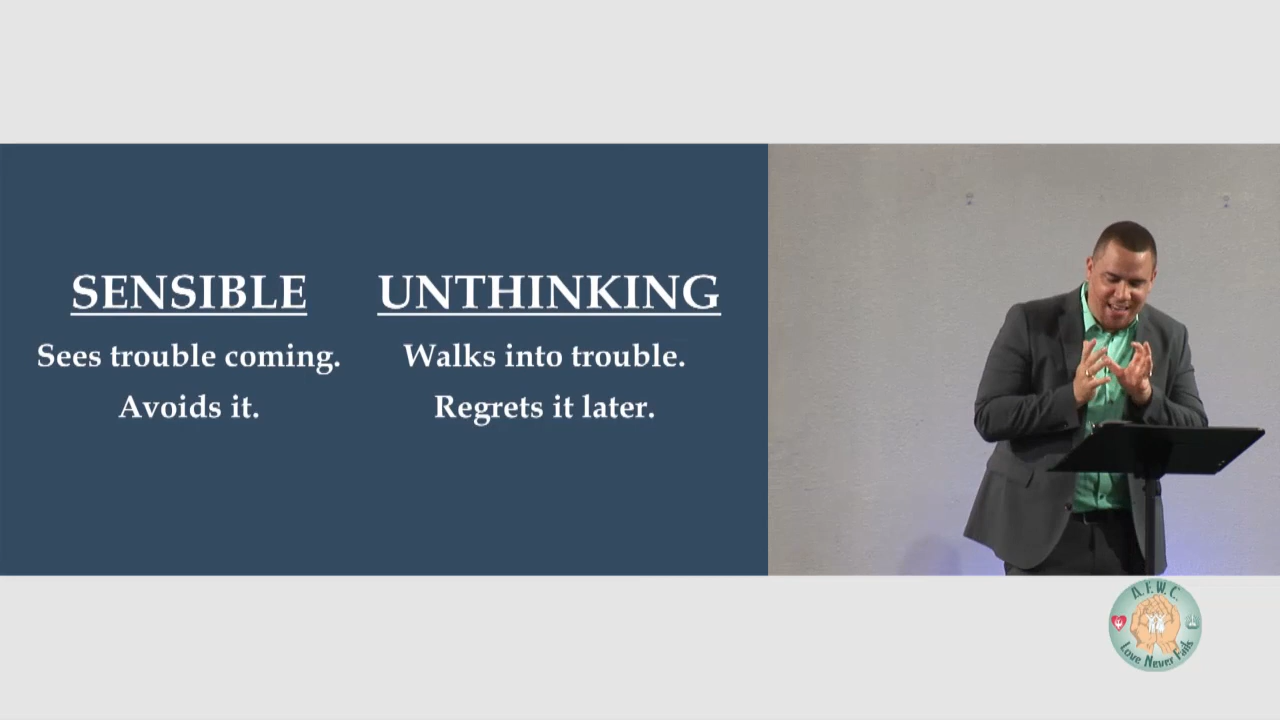 SENSIBLE
Sees trouble coming.
Avoids it.
UNTHINKING
Walks into trouble.
Regrets it later.
A.F.W.C.
Love Never Fails